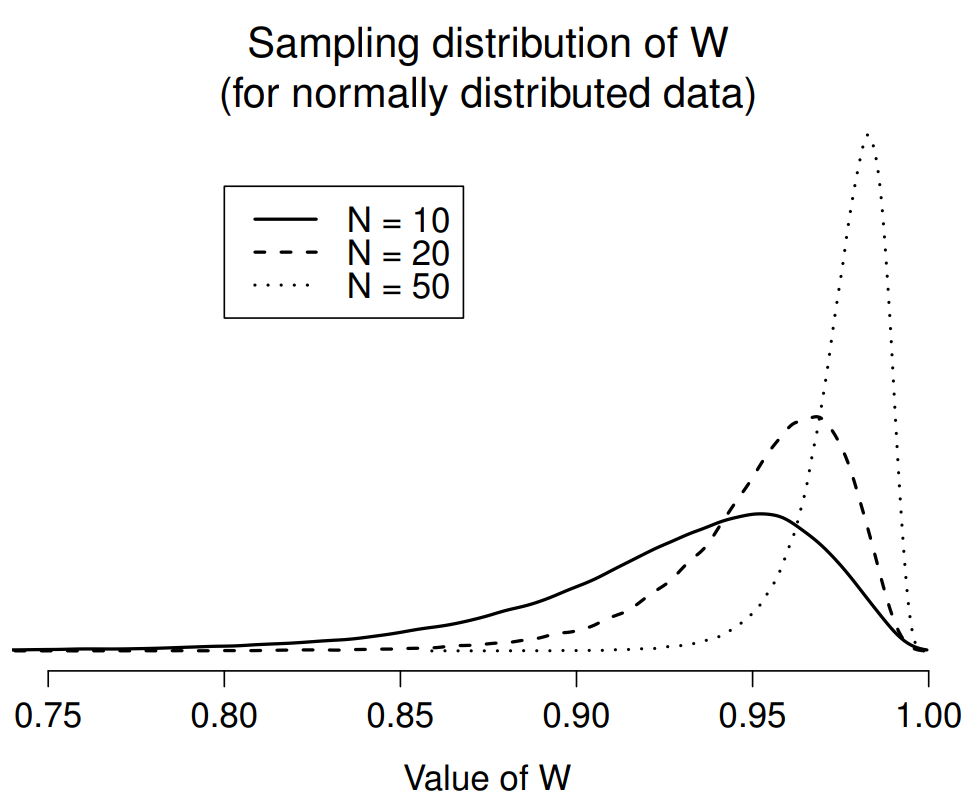 Sampling distribution of W
(for normally distributed data)
N = 10
N = 20
N = 50
0.75 0.80 0.85 0.90 0.95 1.00
Value of W